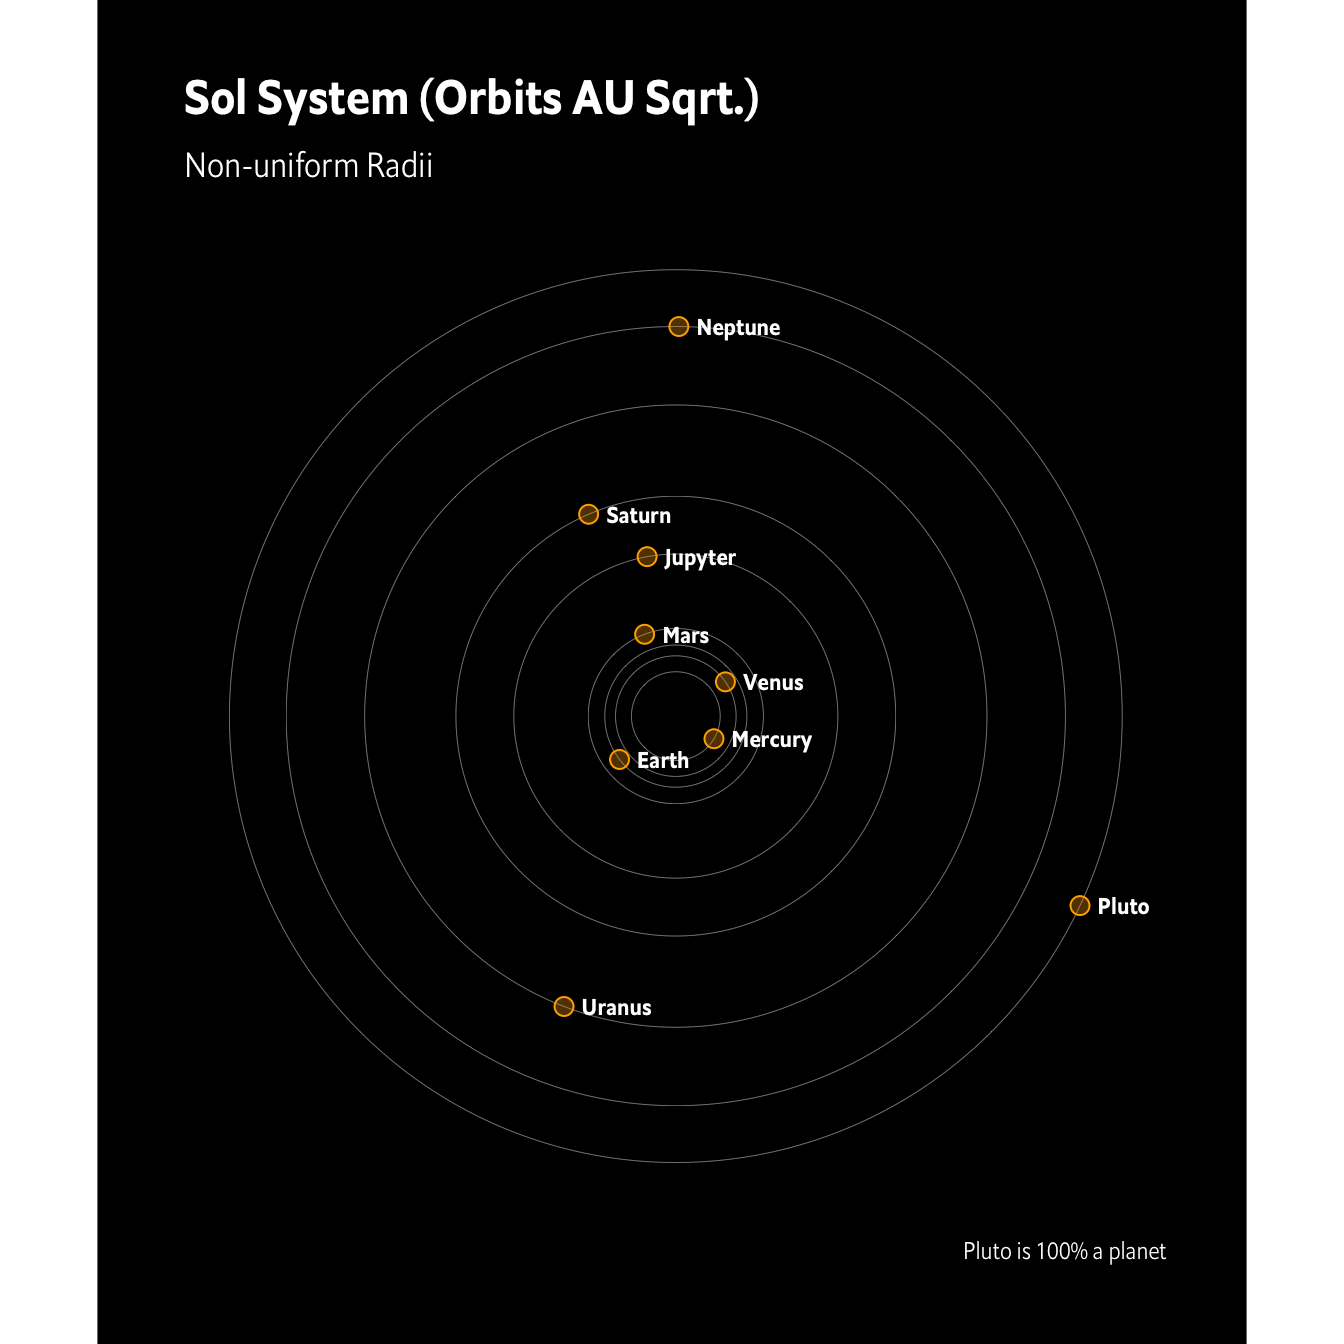 Sol System (Orbits AU Sqrt.)
Non-uniform Radii
Neptune
Saturn
Jupyter
Mars
Venus
Mercury
Earth
Pluto
Uranus
Pluto is 100% a planet